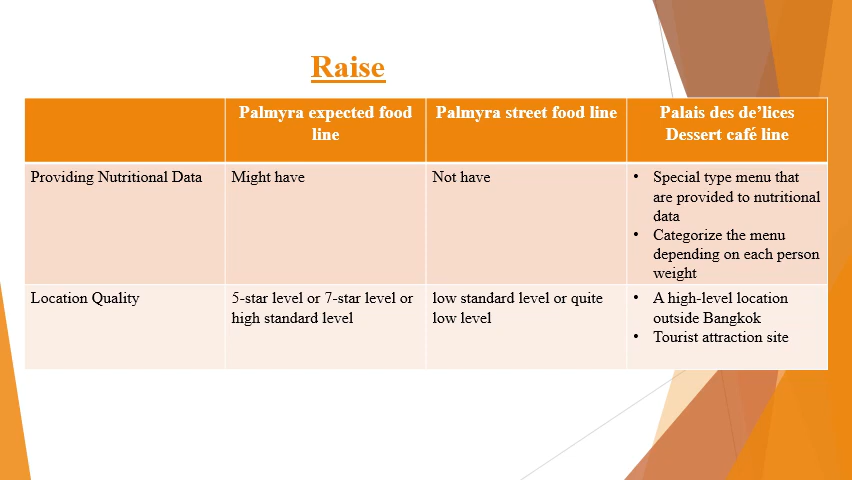 Raise
Palmyra expected food
line
Palmyra street food line
Palais des de’lices
Dessert café line
Providing Nutritional Data
Might have
Not have
• Special type menu that
are provided to nutritional
data
• Categorize the menu
depending on each person
weight
Location Quality
5-star level or 7-star level or
high standard level
low standard level or quite
low level
• A high-level location
outside Bangkok
• Tourist attraction site